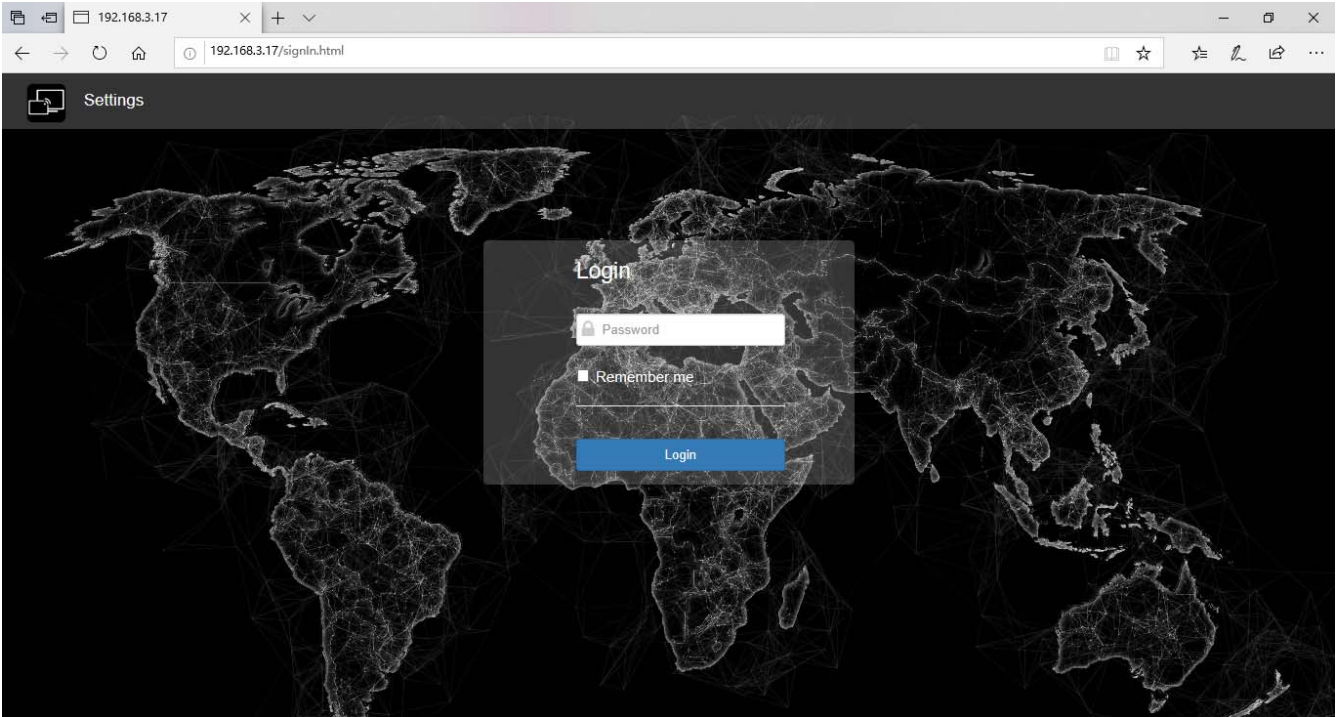 192.168.3.17
192.168.3.17/signIn.html
Settings
Login
Password
Remember me
Login